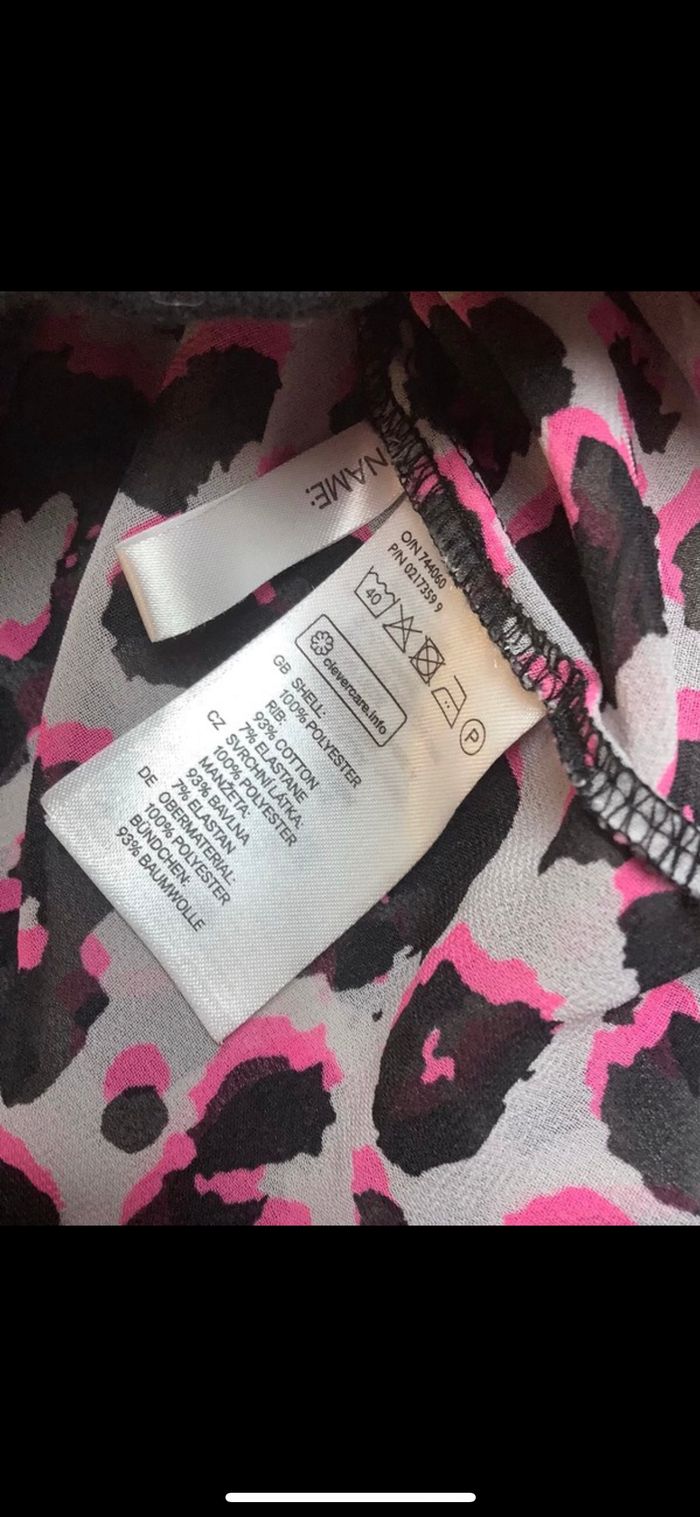 NAME:
O/N 744060
P/N 0217359 9
40
P
clevercare.info
GB SHELL:
100% POLYESTER
RIB:
93% COTTON
7% ELASTANE
CZ SVRCHNI LÁTKA:
100% POLYESTER
MANŽETA:
93% BAVLNA
7% ELASTAN
DE OBERMATERIAL:
100% POLYESTER
BÜNDCHEN:
93% BAUMWOLLE